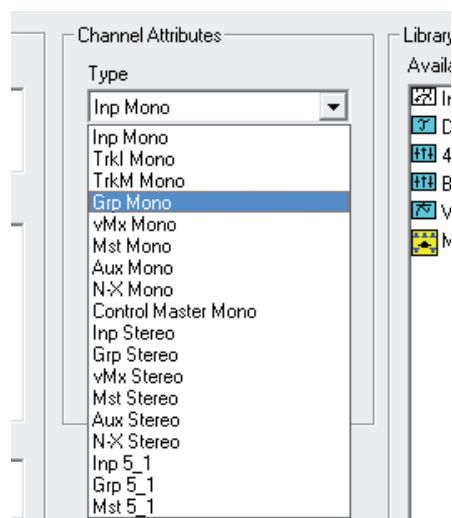 Channel Attributes
Type
Inp Mono
Inp Mono
TrkI Mono
TrkM Mono
Grp Mono
vMx Mono
Mst Mono
Aux Mono
N-X Mono
Control Master Mono
Inp Stereo
Grp Stereo
vMx Stereo
Mst Stereo
Aux Stereo
N-X Stereo
Inp 5_1
Grp 5_1
Mst 5_1
Library